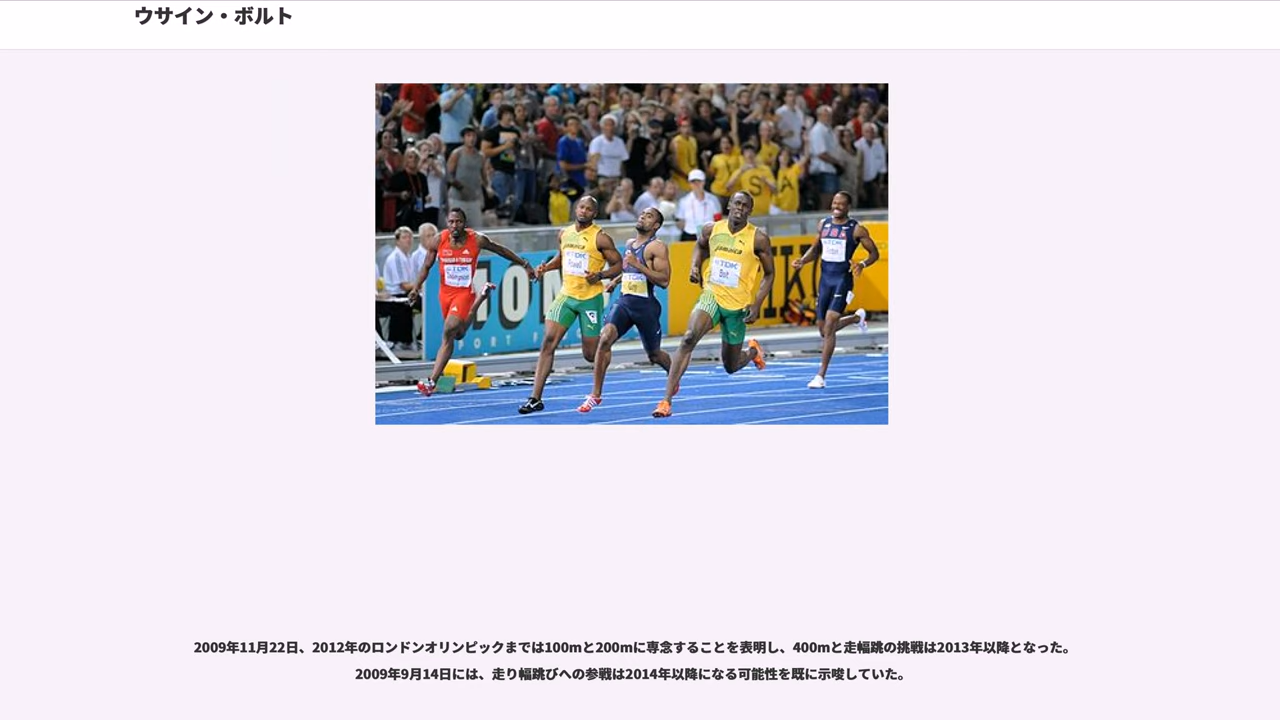 ウサイン・ボルト
TDK
TDK
TDK
TDK
Jamaica
Bolt
2009年11月22日、2012年のロンドンオリンピックまでは100mと200mに専念することを表明し、400mと走幅跳の挑戦は2013年以降となった。
2009年9月14日には、走り幅跳びへの参戦は2014年以降になる可能性を既に示唆していた。